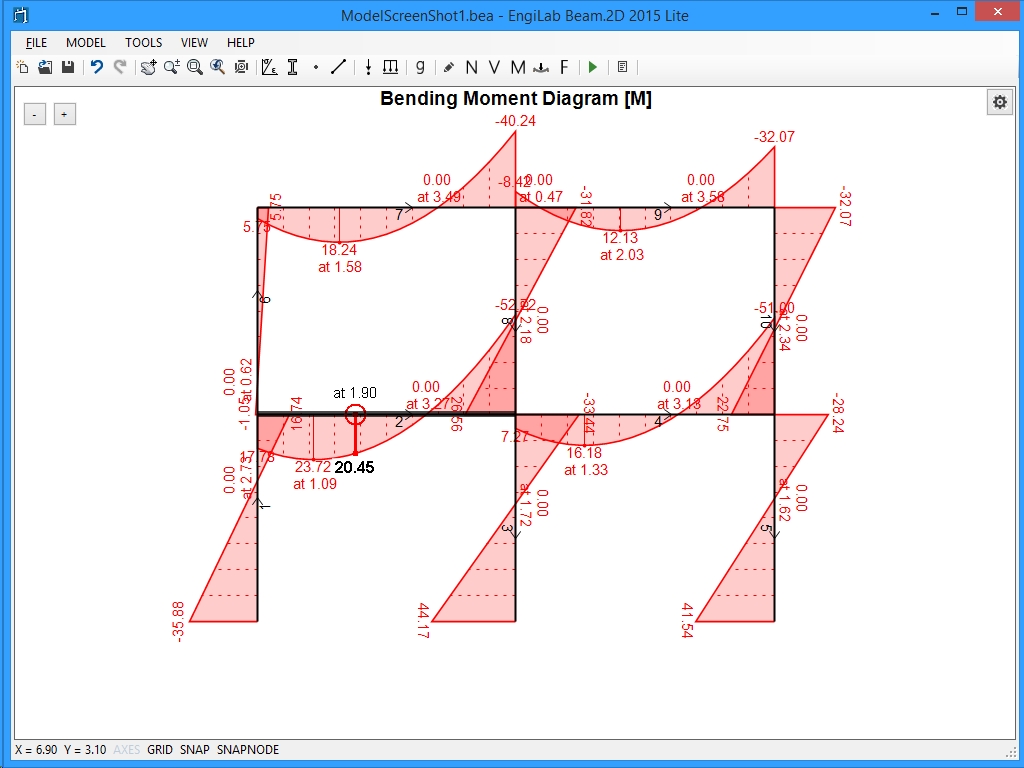 ModelScreenShot1.bea - EngiLab Beam.2D 2015 Lite
FILE MODEL TOOLS VIEW HELP
g N V M F
Bending Moment Diagram [M]
- +
-40.24
-32.07
0.00
at 3.49
-8.42
0.00
at 0.47
0.00
at 3.58
5.75
5.75
-31.82
-32.07
7
9
18.24
at 1.58
12.13
at 2.03
6
8
10
0.00
at 2.18
-51.00
0.00
at 2.34
0.00
at 0.62
-1.05
16.74
at 1.90
0.00
at 3.27
26.56
0.00
at 3.13
22.75
-33.44
-28.24
2
4
17.78
7.27
23.72
at 1.09
20.45
16.18
at 1.33
0.00
at 2.73
0.00
at 1.72
0.00
at 1.62
1
3
5
-35.88
44.17
41.54
X = 6.90 Y = 3.10 AXES GRID SNAP SNAPNODE